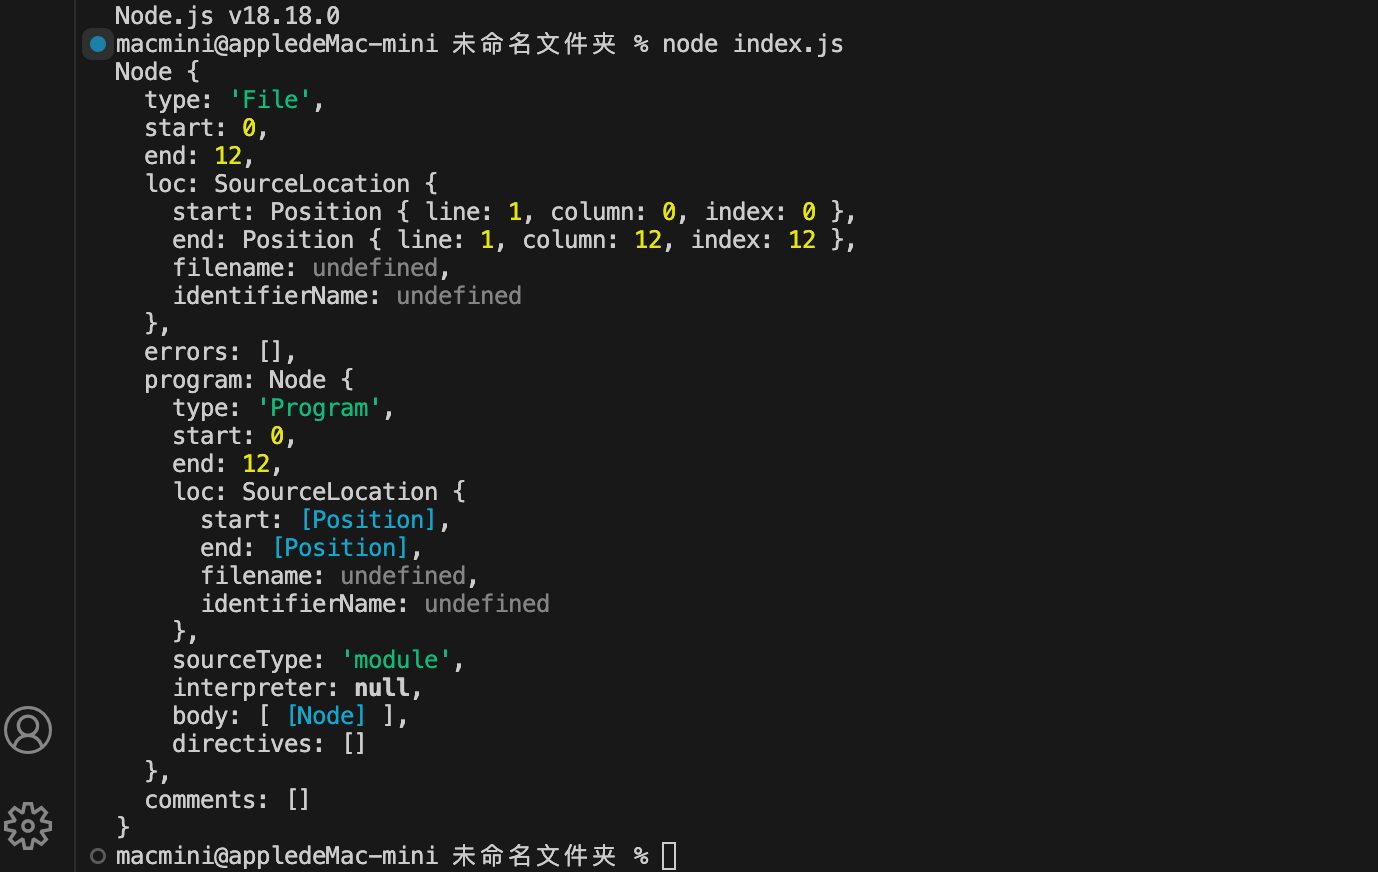 Node.js v18.18.0
macmini@appledeMac-mini 未命名文件夹 % node index.js
Node {
  type: 'File',
  start: 0,
  end: 12,
  loc: SourceLocation {
    start: Position { line: 1, column: 0, index: 0 },
    end: Position { line: 1, column: 12, index: 12 },
    filename: undefined,
    identifierName: undefined
  },
  errors: [],
  program: Node {
    type: 'Program',
    start: 0,
    end: 12,
    loc: SourceLocation {
      start: [Position],
      end: [Position],
      filename: undefined,
      identifierName: undefined
    },
    sourceType: 'module',
    interpreter: null,
    body: [ [Node] ],
    directives: []
  },
  comments: []
}
macmini@appledeMac-mini 未命名文件夹 %